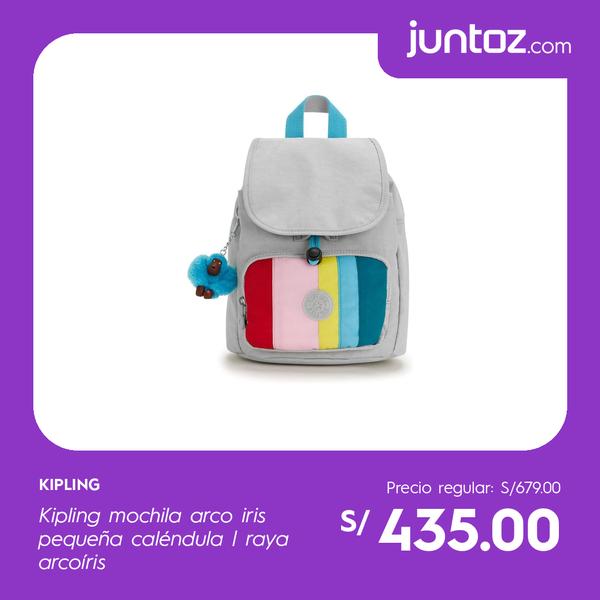 juntoz.com
KIPLING
Kipling mochila arco iris
pequeña caléndula | raya
arcoíris
Precio regular: S/679.00
S/ 435.00